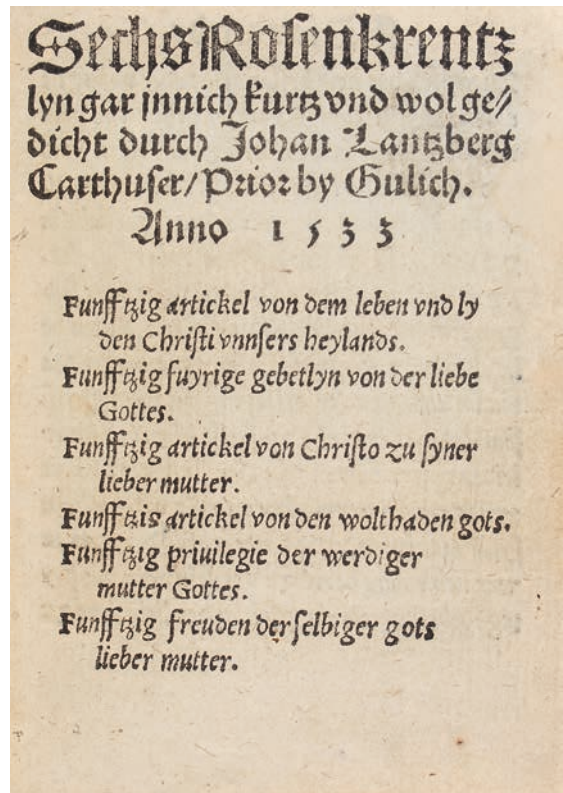 Sechs Rosenkrentz
lyn gar jnnich kurtz vnd wol ge/
dicht durch Johan Lantzberg
Carthuser/ Prior by Gulich.
Anno 1533
Funfftzig artickel von dem leben vnd ly
den Christi vnnsers heylands.
Funfftzig fuyrige gebetlyn von der liebe
Gottes.
Funfftzig artickel von Christo zu syner
lieber mutter.
Funfftzis artickel von den wolthaden gots.
Funfftzig priuilegie der werdiger
mutter Gottes.
Funfftzig freuden der selbiger gots
lieber mutter.